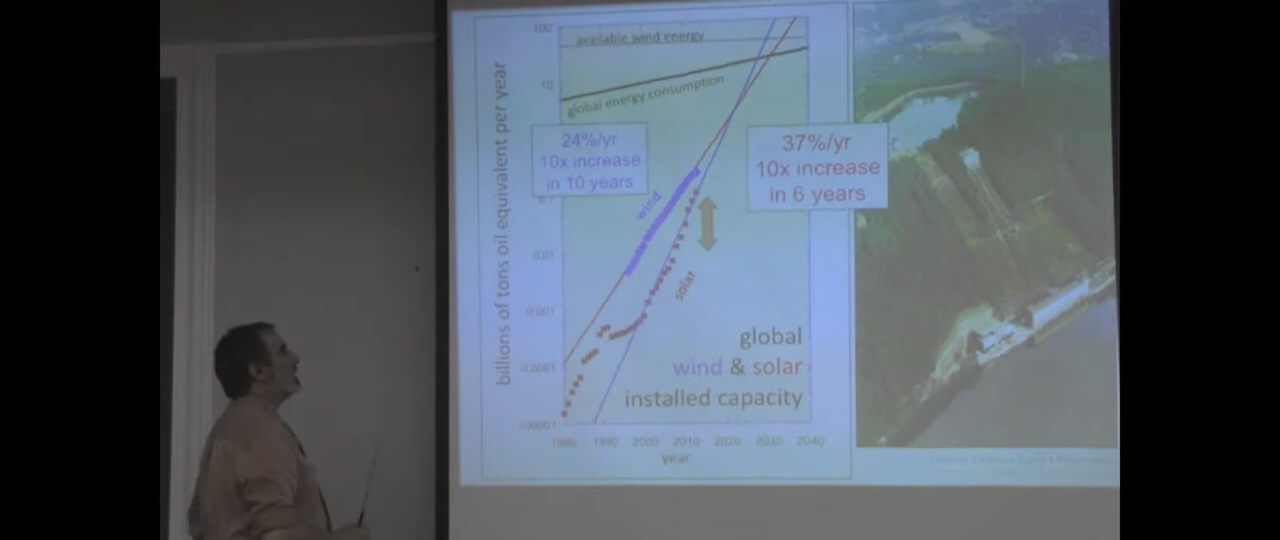 100
available wind energy
10
global energy consumption
billions of tons oil equivalent per year
24%/yr
10x increase
in 10 years
37%/yr
10x increase
in 6 years
wind
0.01
solar
0.001
0.0001
global
wind & solar
installed capacity
1980 1990 2000 2010 2020 2030 2040
year